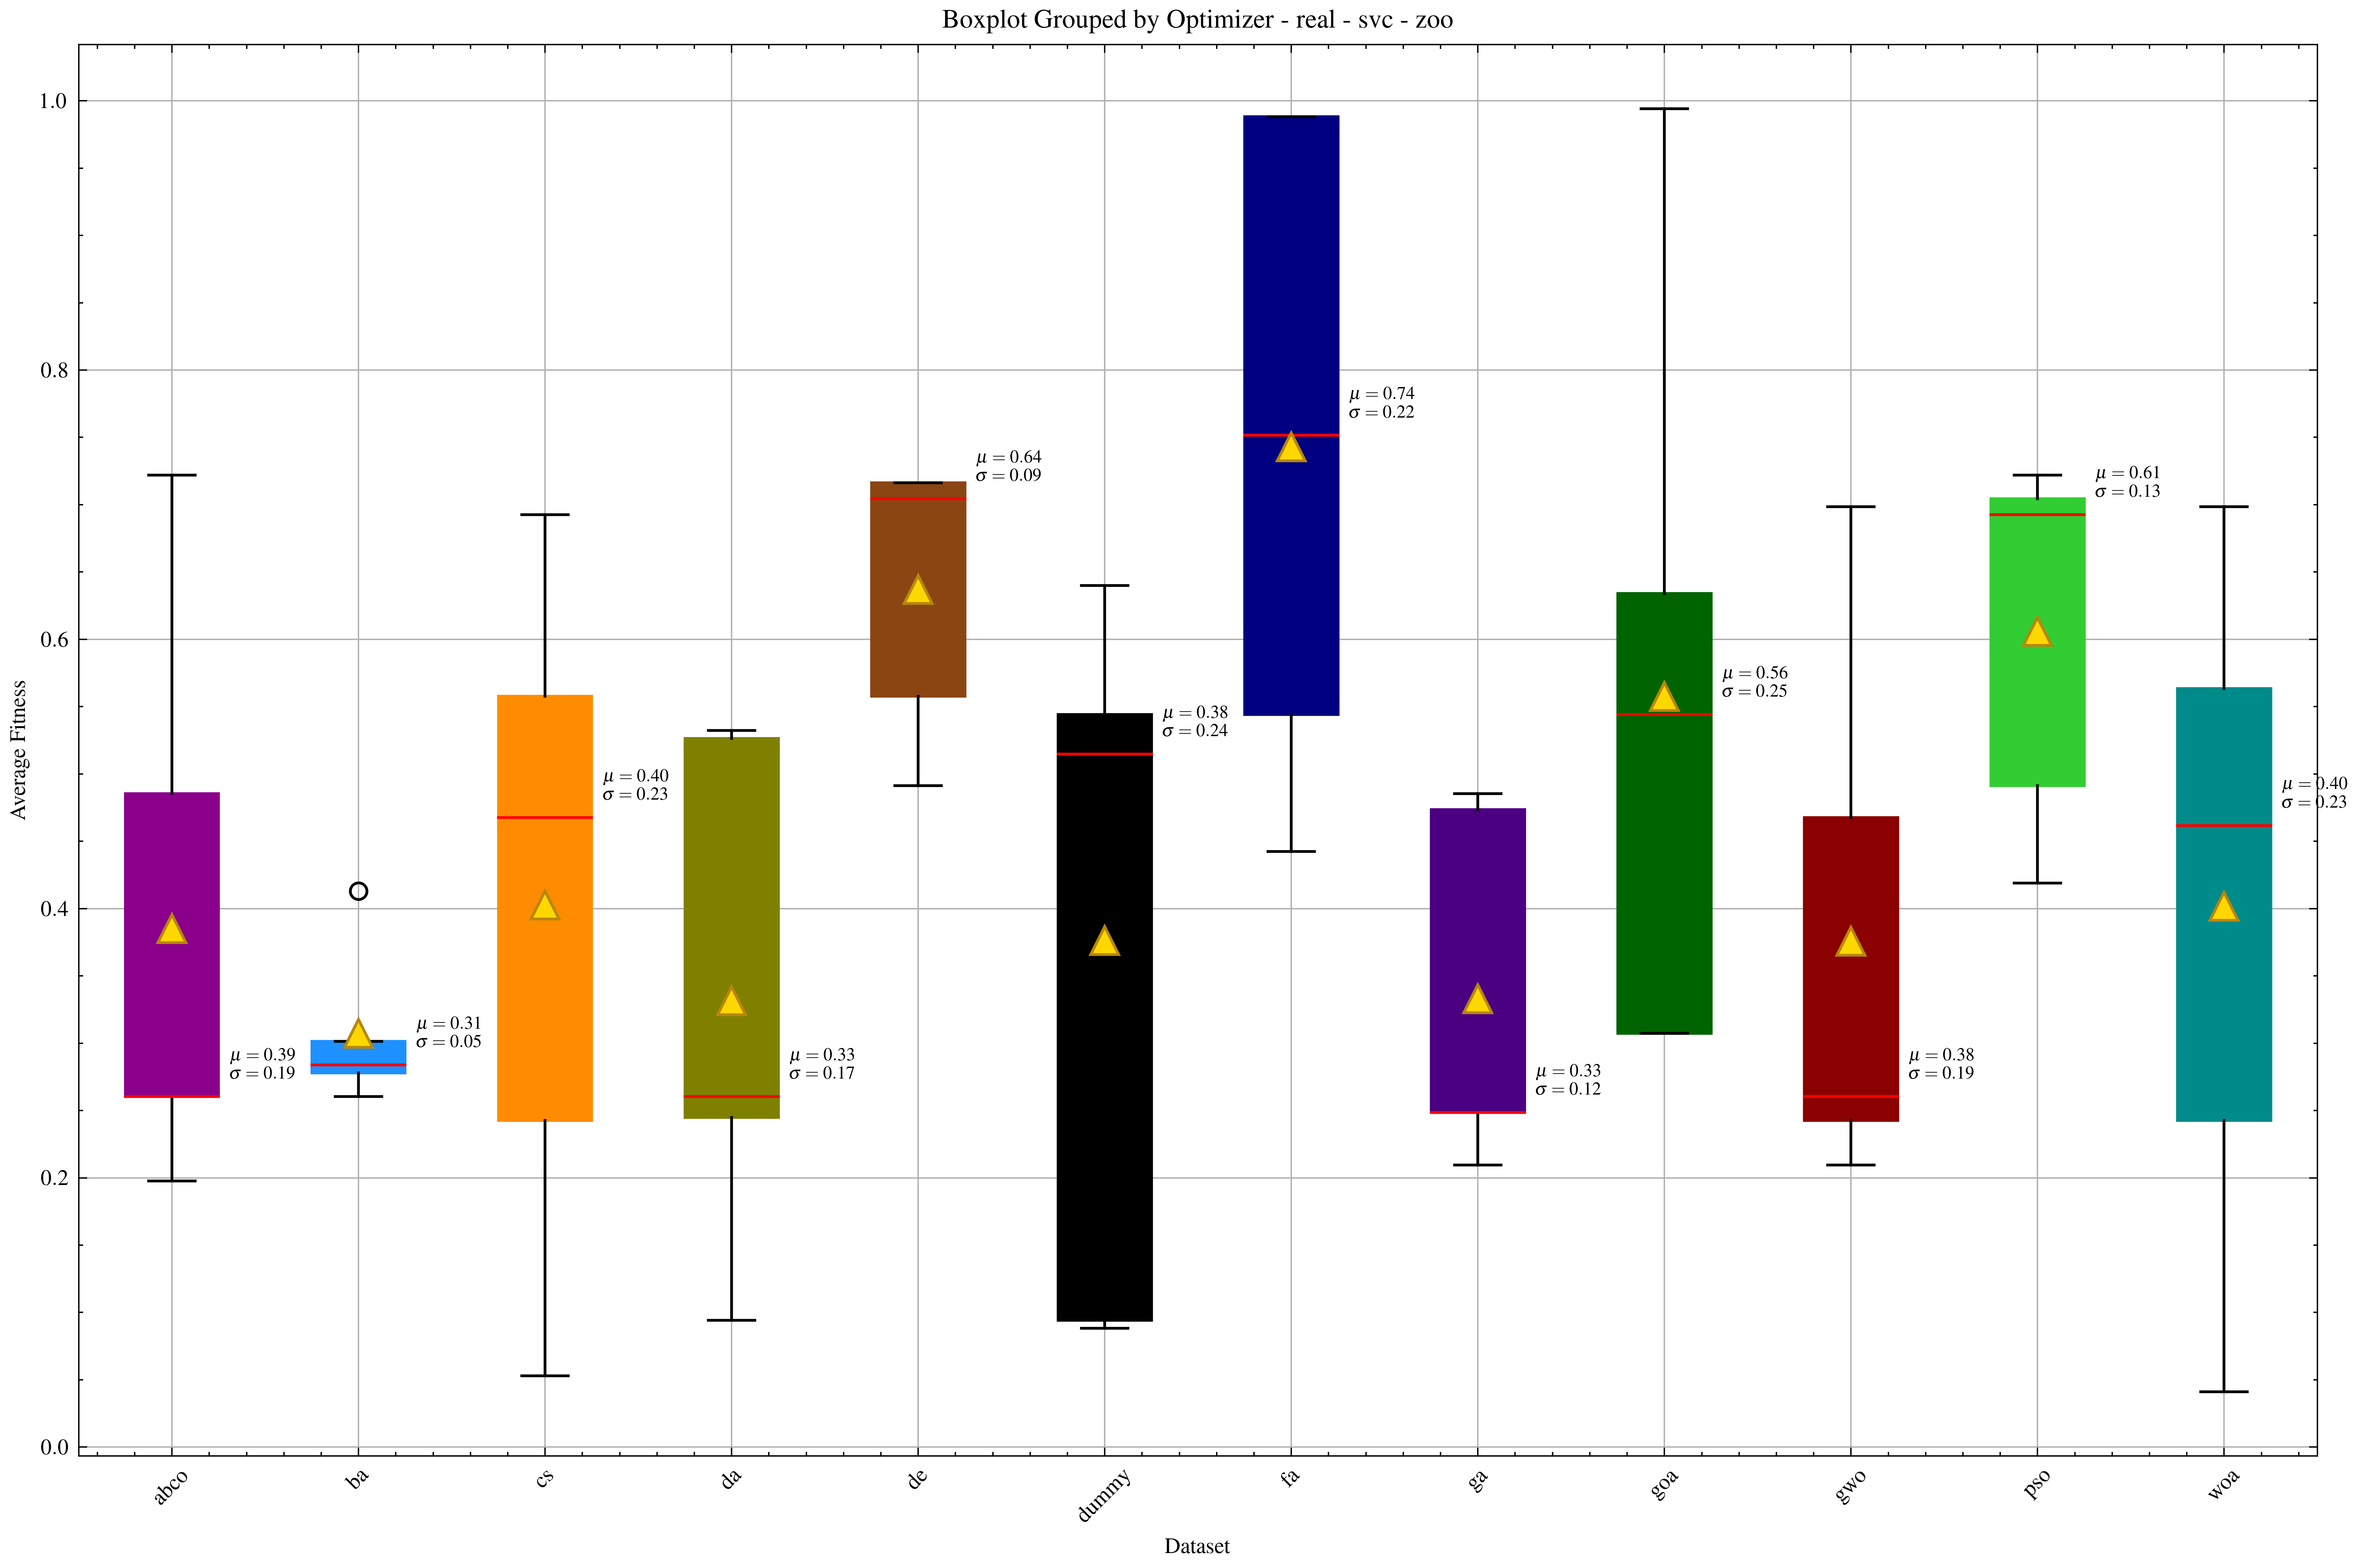 Boxplot Grouped by Optimizer - real - svc - zoo
Average Fitness
1.0
0.8
0.6
0.4
0.2
0.0
μ = 0.39
σ = 0.19
μ = 0.31
σ = 0.05
μ = 0.40
σ = 0.23
μ = 0.33
σ = 0.17
μ = 0.64
σ = 0.09
μ = 0.38
σ = 0.24
μ = 0.74
σ = 0.22
μ = 0.33
σ = 0.12
μ = 0.56
σ = 0.25
μ = 0.38
σ = 0.19
μ = 0.61
σ = 0.13
μ = 0.40
σ = 0.23
abco
ba
cs
da
de
dummy
fa
ga
goa
gwo
pso
woa
Dataset